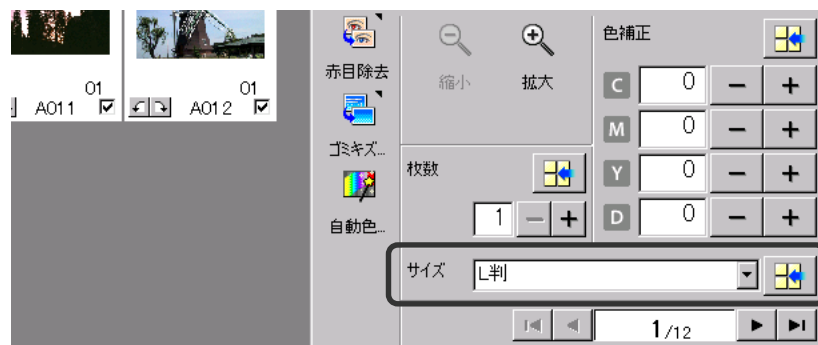 01
A011
01
A012
赤目除去
ゴミキズ...
自動色...
縮小
拡大
枚数
1
色補正
C 0
M 0
Y 0
D 0
サイズ L判
1/12